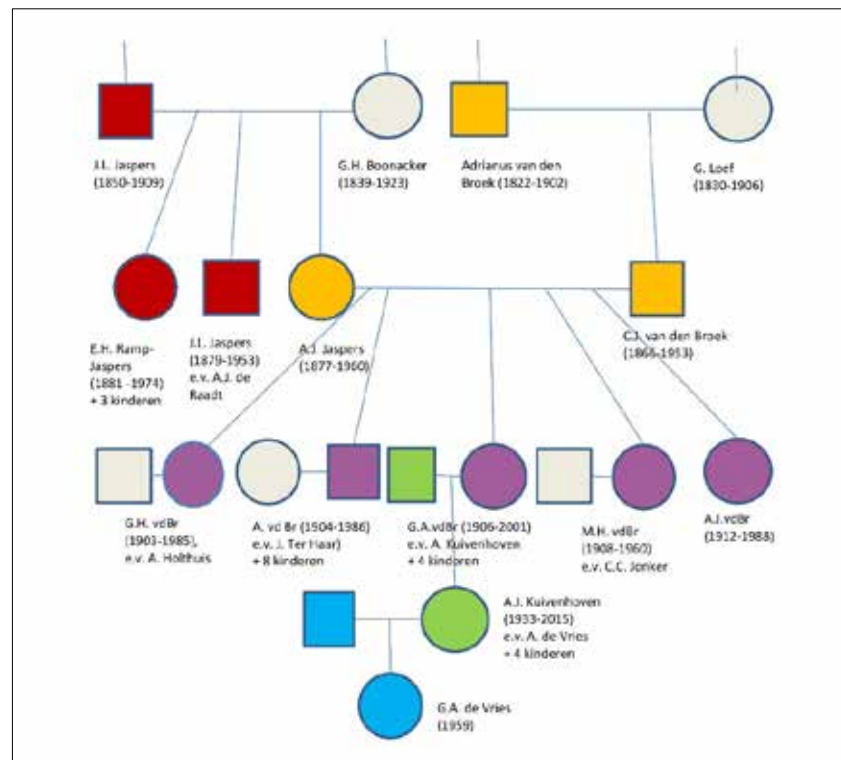 J.L. Jaspers
(1850-1909)
G.H. Boonacker
(1839-1923)
Adrianus van den
Broek (1822-1902)
G. Loef
(1830-1906)
E.H. Ramp-
Jaspers
(1881 -1974)
+ 3 kinderen
J.L. Jaspers
(1879-1953)
e.v. A.J. de
Raadt
A.J. Jaspers
(1877-1960)
C.J. van den Broek
G.H. vdBr
(1903-1985),
e.v. A. Holthuis
A. vd Br (1904-1986)
e.v. J. Ter Haar)
+ 8 kinderen
G.A.vdBr (1906-2001)
e.v. A. Kuivenhoven
+ 4 kinderen
M.H. vdBr
(1908-1960)
e.v. C.C. Jonker
A.J.vdBr
(1912-1988)
A.J. Kuivenhoven
(1933-2015)
e.v. A. de Vries
+ 4 kinderen
G.A. de Vries
(1959)